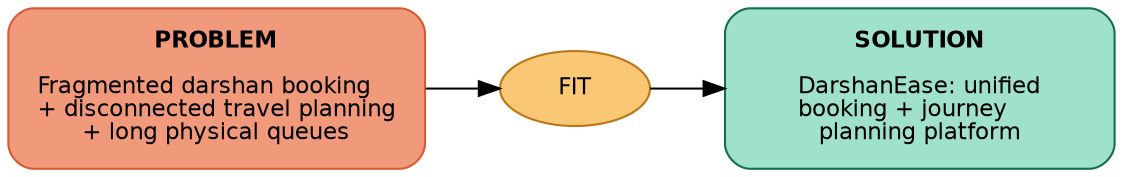 PROBLEM
Fragmented darshan booking
+ disconnected travel planning
+ long physical queues
FIT
SOLUTION
DarshanEase: unified
booking + journey
planning platform